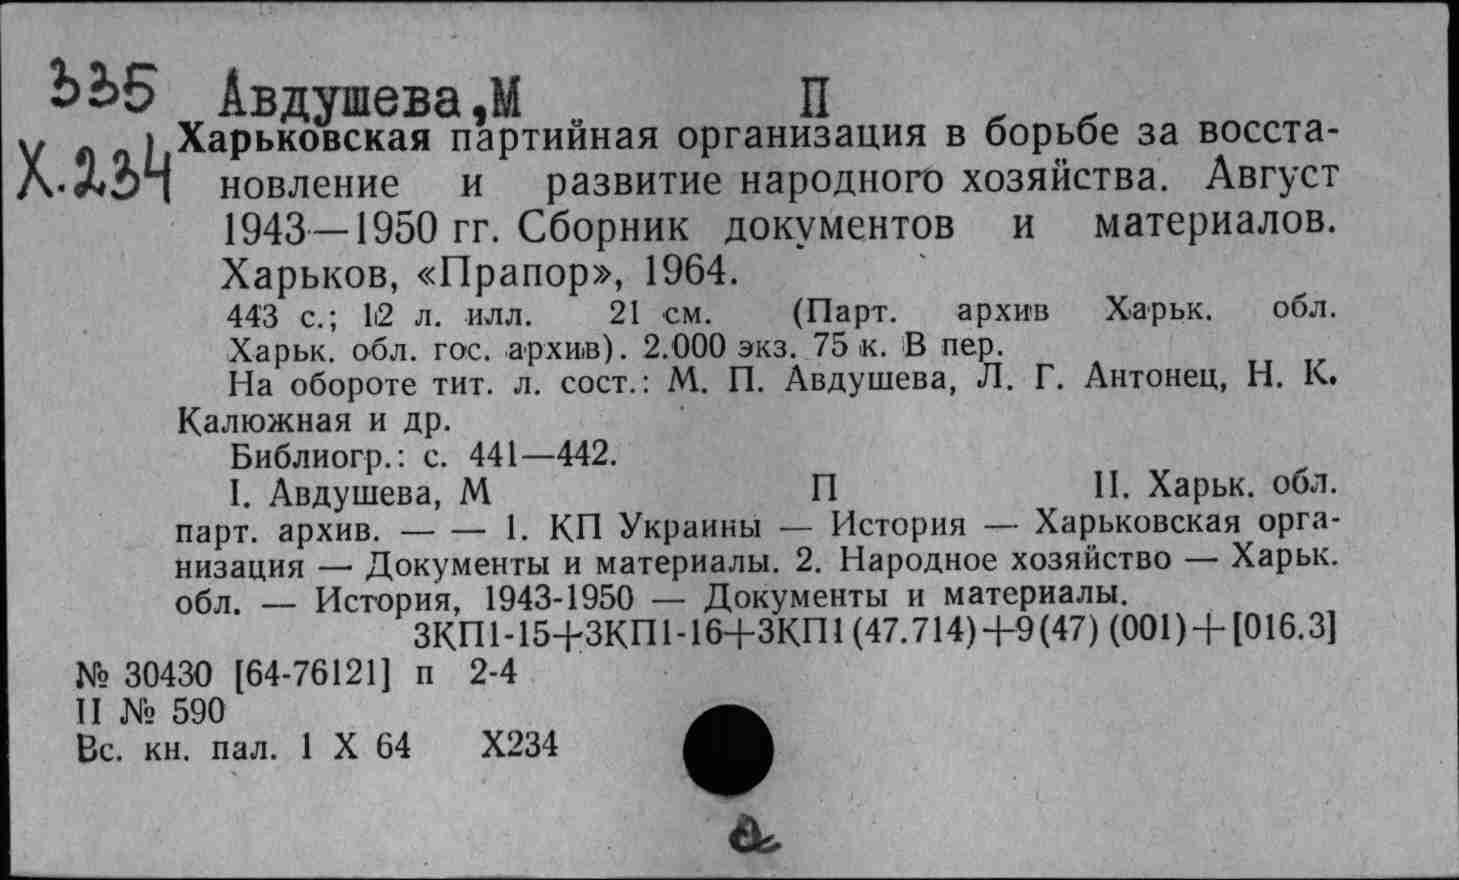 335 Авдушева,М П
Х.234 Харьковская партийная организация в борьбе за восста-
новление и развитие народного хозяйства. Август
1943—1950 гг. Сборник документов и материалов.
Харьков, «Прапор», 1964.
443 с.; 12 л. илл. 21 см. (Парт. архив Харьк. обл.
Харьк. обл. гос. архив). 2.000 экз. 75 к. В пер.
На обороте тит. л. сост.: М. П. Авдушева, Л. Г. Антонец, Н. К.
Калюжная и др.
Библиогр.: с. 441—442.
I. Авдушева, М П II. Харьк. обл.
парт. архив. — — 1. КП Украины — История — Харьковская орга-
низация — Документы и материалы. 2. Народное хозяйство — Харьк.
обл. — История, 1943-1950 — Документы и материалы.
3КП1-15+3КП1-16+3КП1(47.714)+9(47)(001)+[016.3]
№ 30430 [64-76121] п 2-4
II № 590
Вс. кн. пал. 1 X 64 Х234